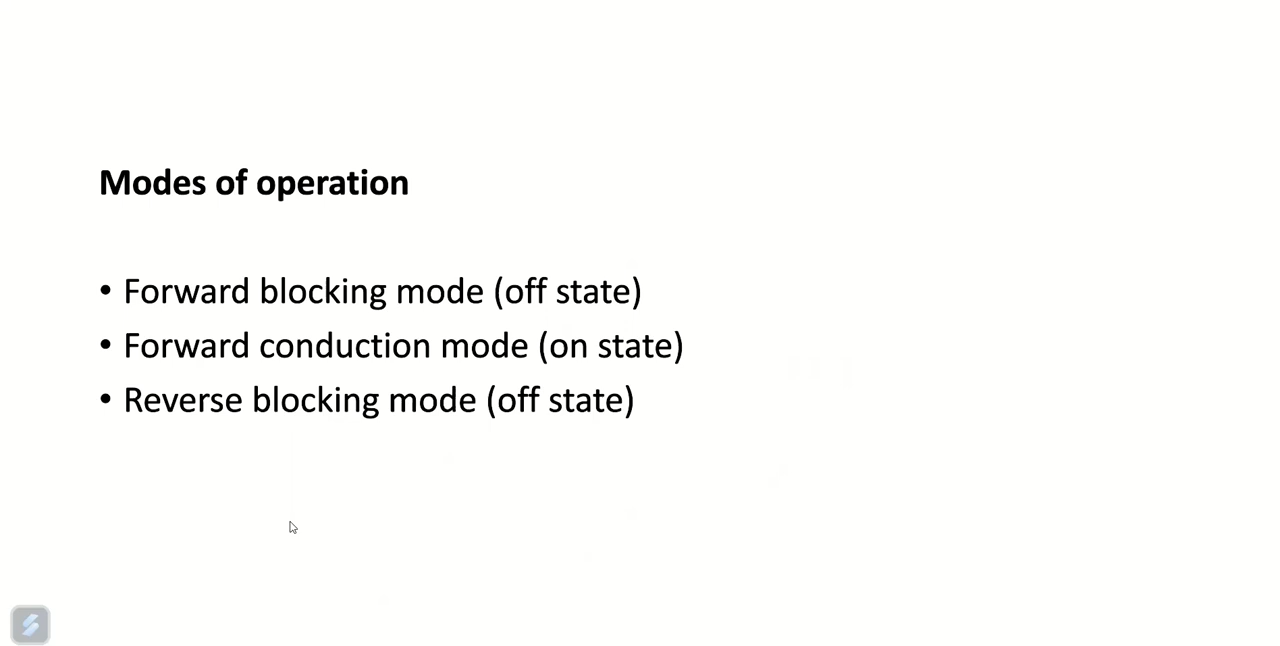 Modes of operation
• Forward blocking mode (off state)
• Forward conduction mode (on state)
• Reverse blocking mode (off state)